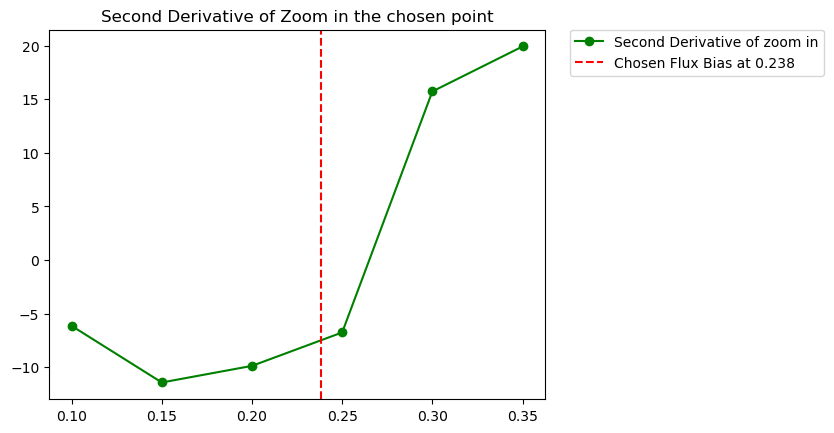 Second Derivative of Zoom in the chosen point
Second Derivative of zoom in
Chosen Flux Bias at 0.238
20
15
10
5
0
−5
−10
0.10 0.15 0.20 0.25 0.30 0.35